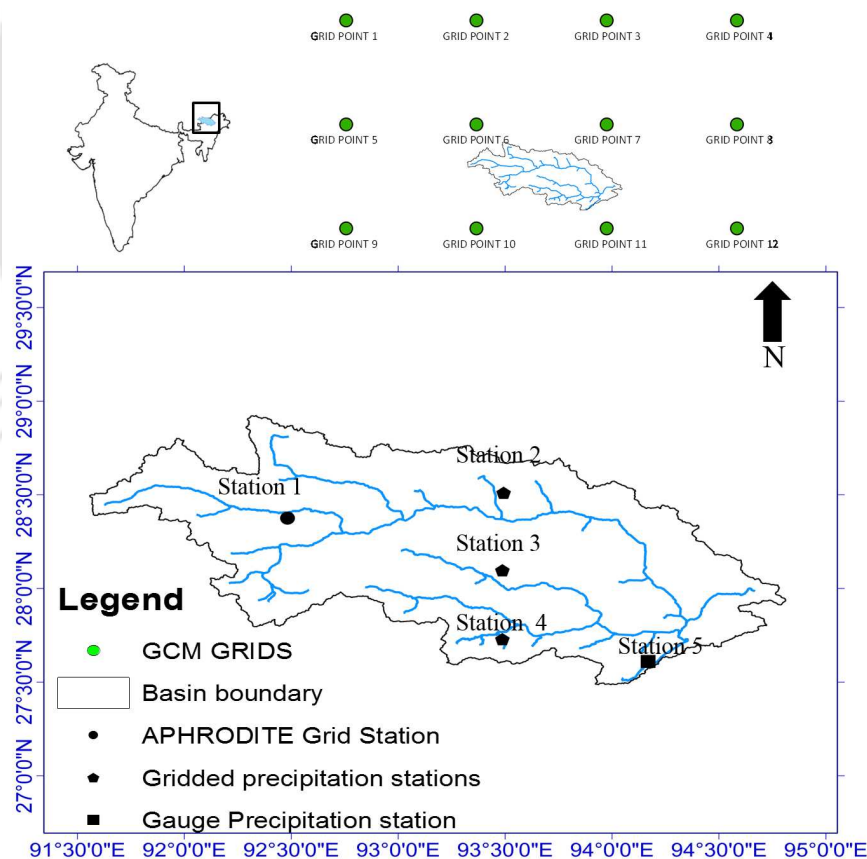 GRID POINT 1
GRID POINT 2
GRID POINT 3
GRID POINT 4
GRID POINT 5
GRID POINT 6
GRID POINT 7
GRID POINT 8
GRID POINT 9
GRID POINT 10
GRID POINT 11
GRID POINT 12
N
29°30'0"N
29°0'0"N
28°30'0"N
28°0'0"N
27°30'0"N
27°0'0"N
Station 2
Station 1
Station 3
Station 4
Station 5
Legend
GCM GRIDS
Basin boundary
APHRODITE Grid Station
Gridded precipitation stations
Gauge Precipitation station
91°30'0"E
92°0'0"E
92°30'0"E
93°0'0"E
93°30'0"E
94°0'0"E
94°30'0"E
95°0'0"E